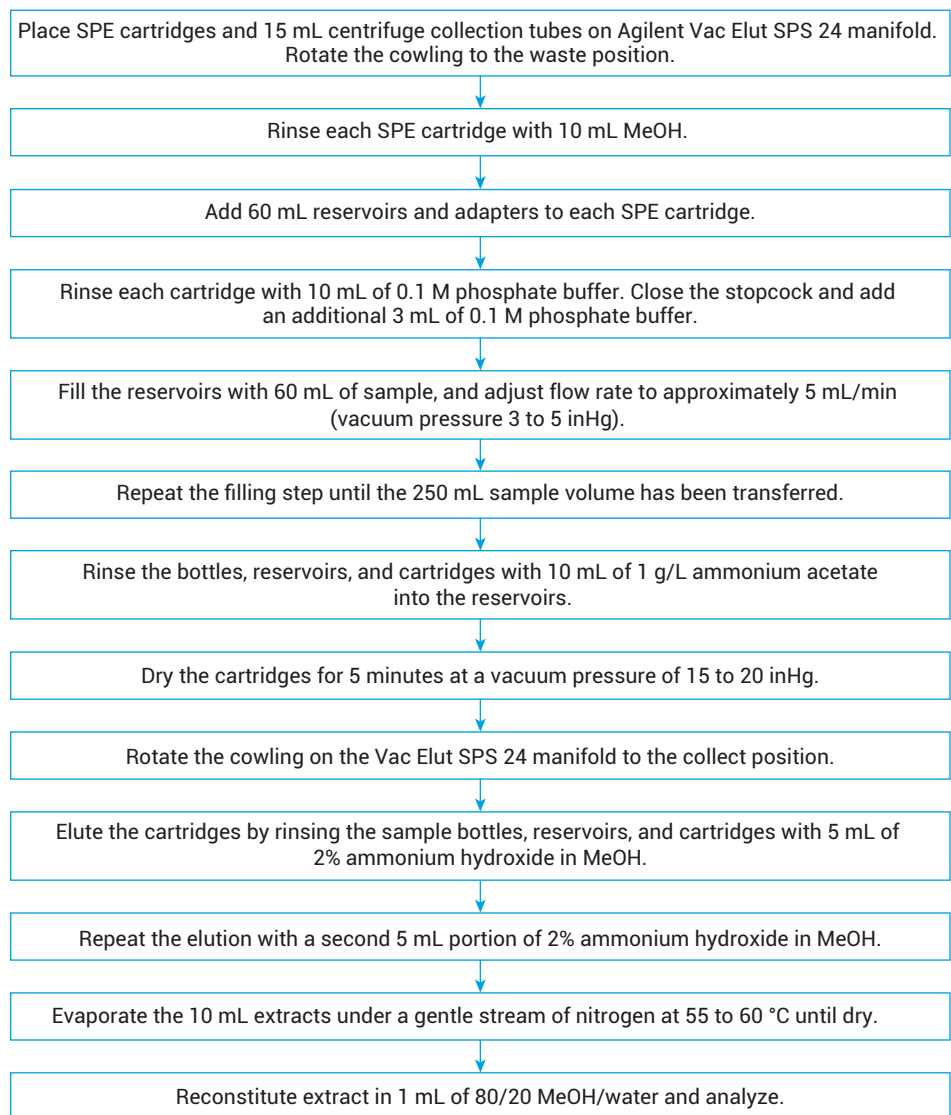 Place SPE cartridges and 15 mL centrifuge collection tubes on Agilent Vac Elut SPS 24 manifold.
Rotate the cowling to the waste position.
Rinse each SPE cartridge with 10 mL MeOH.
Add 60 mL reservoirs and adapters to each SPE cartridge.
Rinse each cartridge with 10 mL of 0.1 M phosphate buffer. Close the stopcock and add
an additional 3 mL of 0.1 M phosphate buffer.
Fill the reservoirs with 60 mL of sample, and adjust flow rate to approximately 5 mL/min
(vacuum pressure 3 to 5 inHg).
Repeat the filling step until the 250 mL sample volume has been transferred.
Rinse the bottles, reservoirs, and cartridges with 10 mL of 1 g/L ammonium acetate
into the reservoirs.
Dry the cartridges for 5 minutes at a vacuum pressure of 15 to 20 inHg.
Rotate the cowling on the Vac Elut SPS 24 manifold to the collect position.
Elute the cartridges by rinsing the sample bottles, reservoirs, and cartridges with 5 mL of
2% ammonium hydroxide in MeOH.
Repeat the elution with a second 5 mL portion of 2% ammonium hydroxide in MeOH.
Evaporate the 10 mL extracts under a gentle stream of nitrogen at 55 to 60 °C until dry.
Reconstitute extract in 1 mL of 80/20 MeOH/water and analyze.